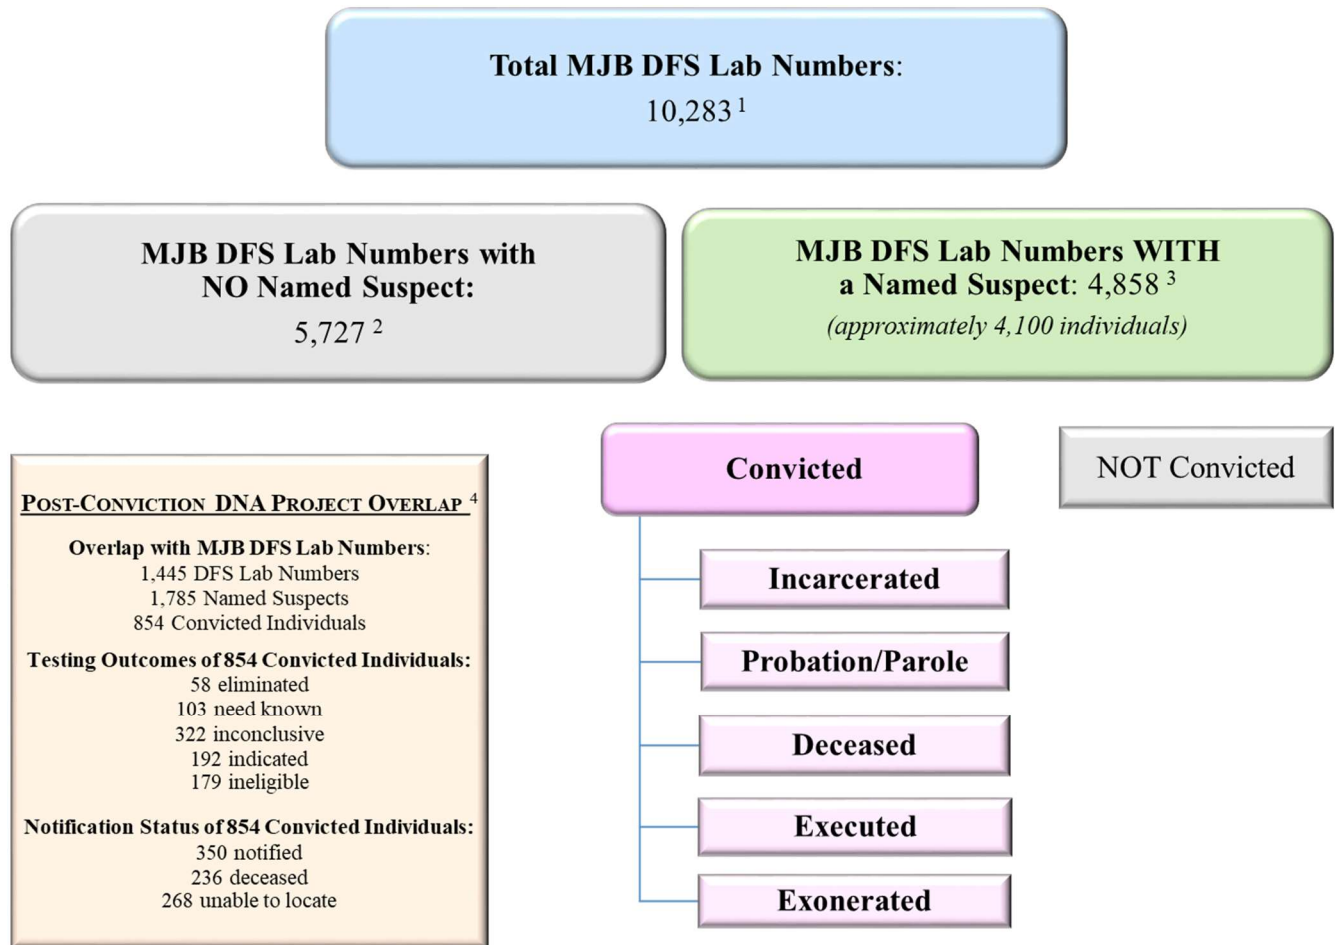 Total MJB DFS Lab Numbers:
10,283 1
MJB DFS Lab Numbers with
NO Named Suspect:
5,727 2
MJB DFS Lab Numbers WITH
a Named Suspect: 4,858 3
(approximately 4,100 individuals)
POST-CONVICTION DNA PROJECT OVERLAP 4
Overlap with MJB DFS Lab Numbers:
1,445 DFS Lab Numbers
1,785 Named Suspects
854 Convicted Individuals
Testing Outcomes of 854 Convicted Individuals:
58 eliminated
103 need known
322 inconclusive
192 indicated
179 ineligible
Notification Status of 854 Convicted Individuals:
350 notified
236 deceased
268 unable to locate
Convicted
Incarcerated
Probation/Parole
Deceased
Executed
Exonerated
NOT Convicted